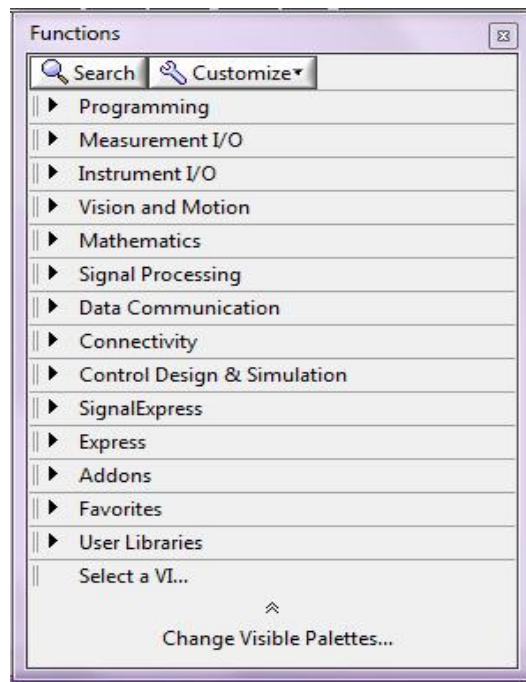 Functions
Search Customize
Programming
Measurement I/O
Instrument I/O
Vision and Motion
Mathematics
Signal Processing
Data Communication
Connectivity
Control Design & Simulation
SignalExpress
Express
Addons
Favorites
User Libraries
Select a VI...
Change Visible Palettes...